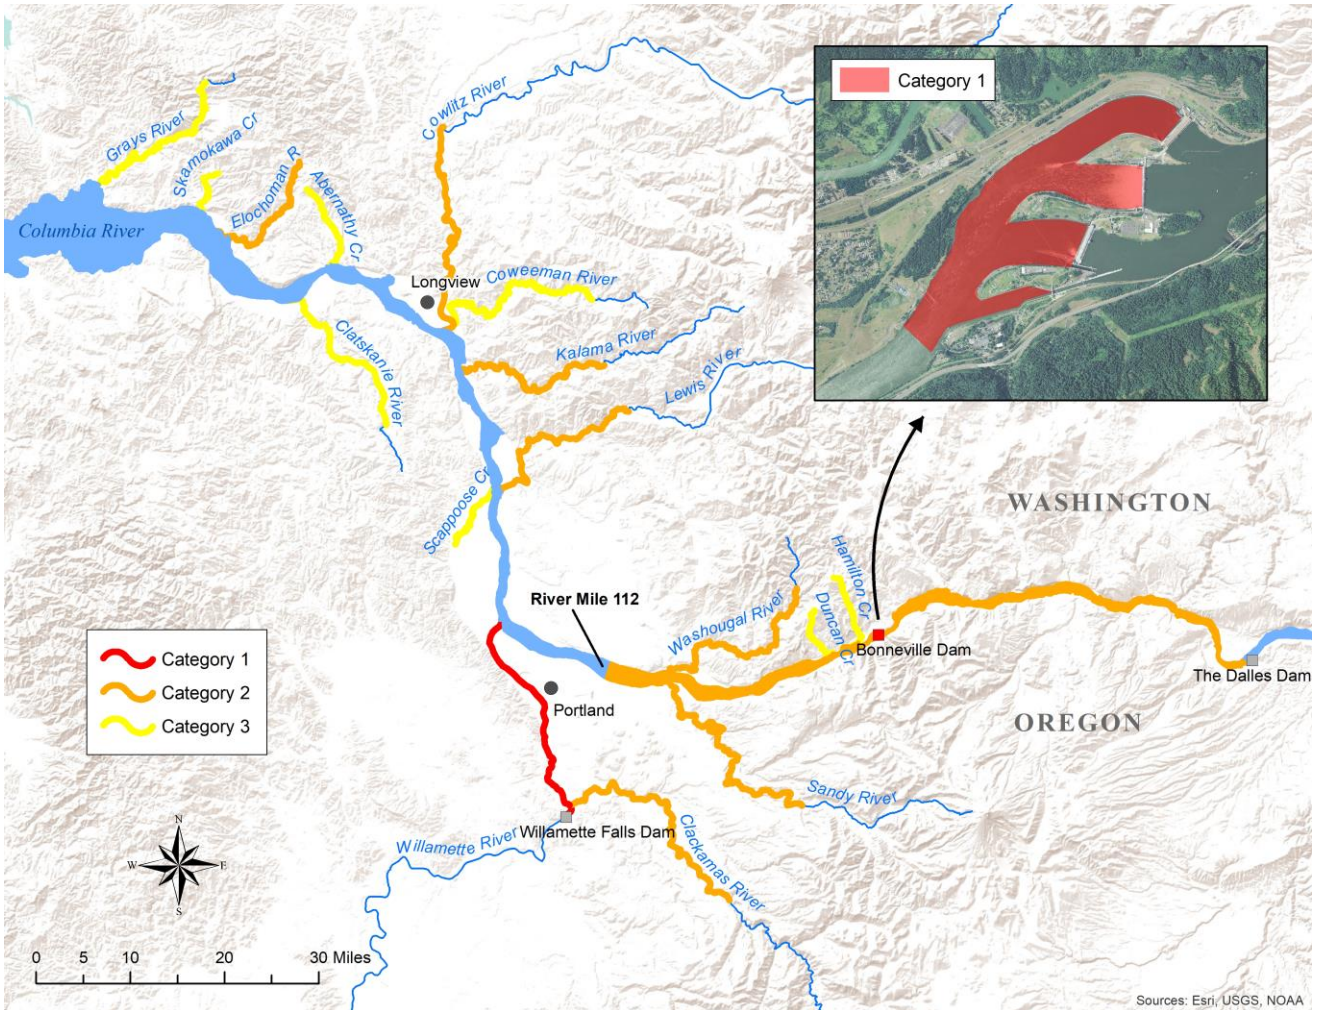 Category 1
Cowlitz River
Grays River
Skamokawa Cr
Elochoman R
Abernathy Cr
Columbia River
Longview
Coweeman River
Clatskanie River
Kalama River
Lewis River
Scappoose Cr
WASHINGTON
River Mile 112
Washougal River
Hamilton Cr
Duncan Cr
Bonneville Dam
The Dalles Dam
Category 1
Category 2
Category 3
Portland
OREGON
Sandy River
Willamette Falls Dam
Willamette River
Clackamas River
N
W
E
S
0 5 10 20 30 Miles
Sources: Esri, USGS, NOAA